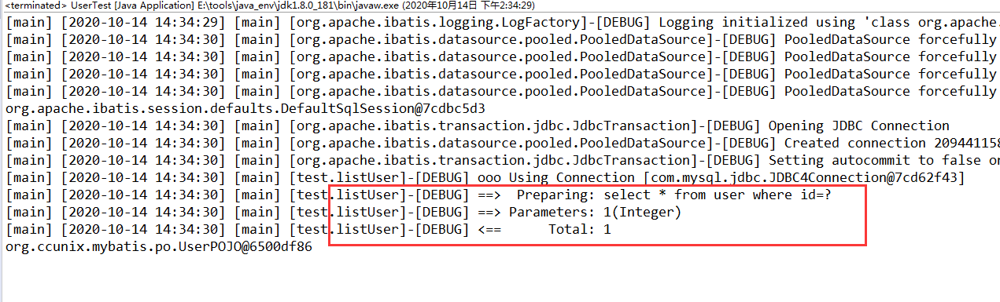 <terminated> UserTest [Java Application] E:\tools\java_env\jdk1.8.0_181\bin\javaw.exe (2020年10月14日 下午2:34:29)
[main] [2020-10-14 14:34:29] [main] [org.apache.ibatis.logging.LogFactory]-[DEBUG] Logging initialized using 'class org.apache.
[main] [2020-10-14 14:34:30] [main] [org.apache.ibatis.datasource.pooled.PooledDataSource]-[DEBUG] PooledDataSource forcefully
[main] [2020-10-14 14:34:30] [main] [org.apache.ibatis.datasource.pooled.PooledDataSource]-[DEBUG] PooledDataSource forcefully
[main] [2020-10-14 14:34:30] [main] [org.apache.ibatis.datasource.pooled.PooledDataSource]-[DEBUG] PooledDataSource forcefully
[main] [2020-10-14 14:34:30] [main] [org.apache.ibatis.datasource.pooled.PooledDataSource]-[DEBUG] PooledDataSource forcefully
org.apache.ibatis.session.defaults.DefaultSqlSession@7cdbc5d3
[main] [2020-10-14 14:34:30] [main] [org.apache.ibatis.transaction.jdbc.JdbcTransaction]-[DEBUG] Opening JDBC Connection
[main] [2020-10-14 14:34:30] [main] [org.apache.ibatis.datasource.pooled.PooledDataSource]-[DEBUG] Created connection 209441158
[main] [2020-10-14 14:34:30] [main] [org.apache.ibatis.transaction.jdbc.JdbcTransaction]-[DEBUG] Setting autocommit to false on
[main] [2020-10-14 14:34:30] [main] [test.listUser]-[DEBUG] ooo Using Connection [com.mysql.jdbc.JDBC4Connection@7cd62f43]
[main] [2020-10-14 14:34:30] [main] [test.listUser]-[DEBUG] ==>  Preparing: select * from user where id=?
[main] [2020-10-14 14:34:30] [main] [test.listUser]-[DEBUG] ==> Parameters: 1(Integer)
[main] [2020-10-14 14:34:30] [main] [test.listUser]-[DEBUG] <==      Total: 1
org.ccunix.mybatis.po.UserPOJO@6500df86